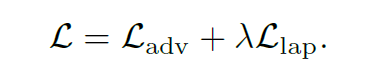 ℒ = ℒ_adv + λℒ_lap.